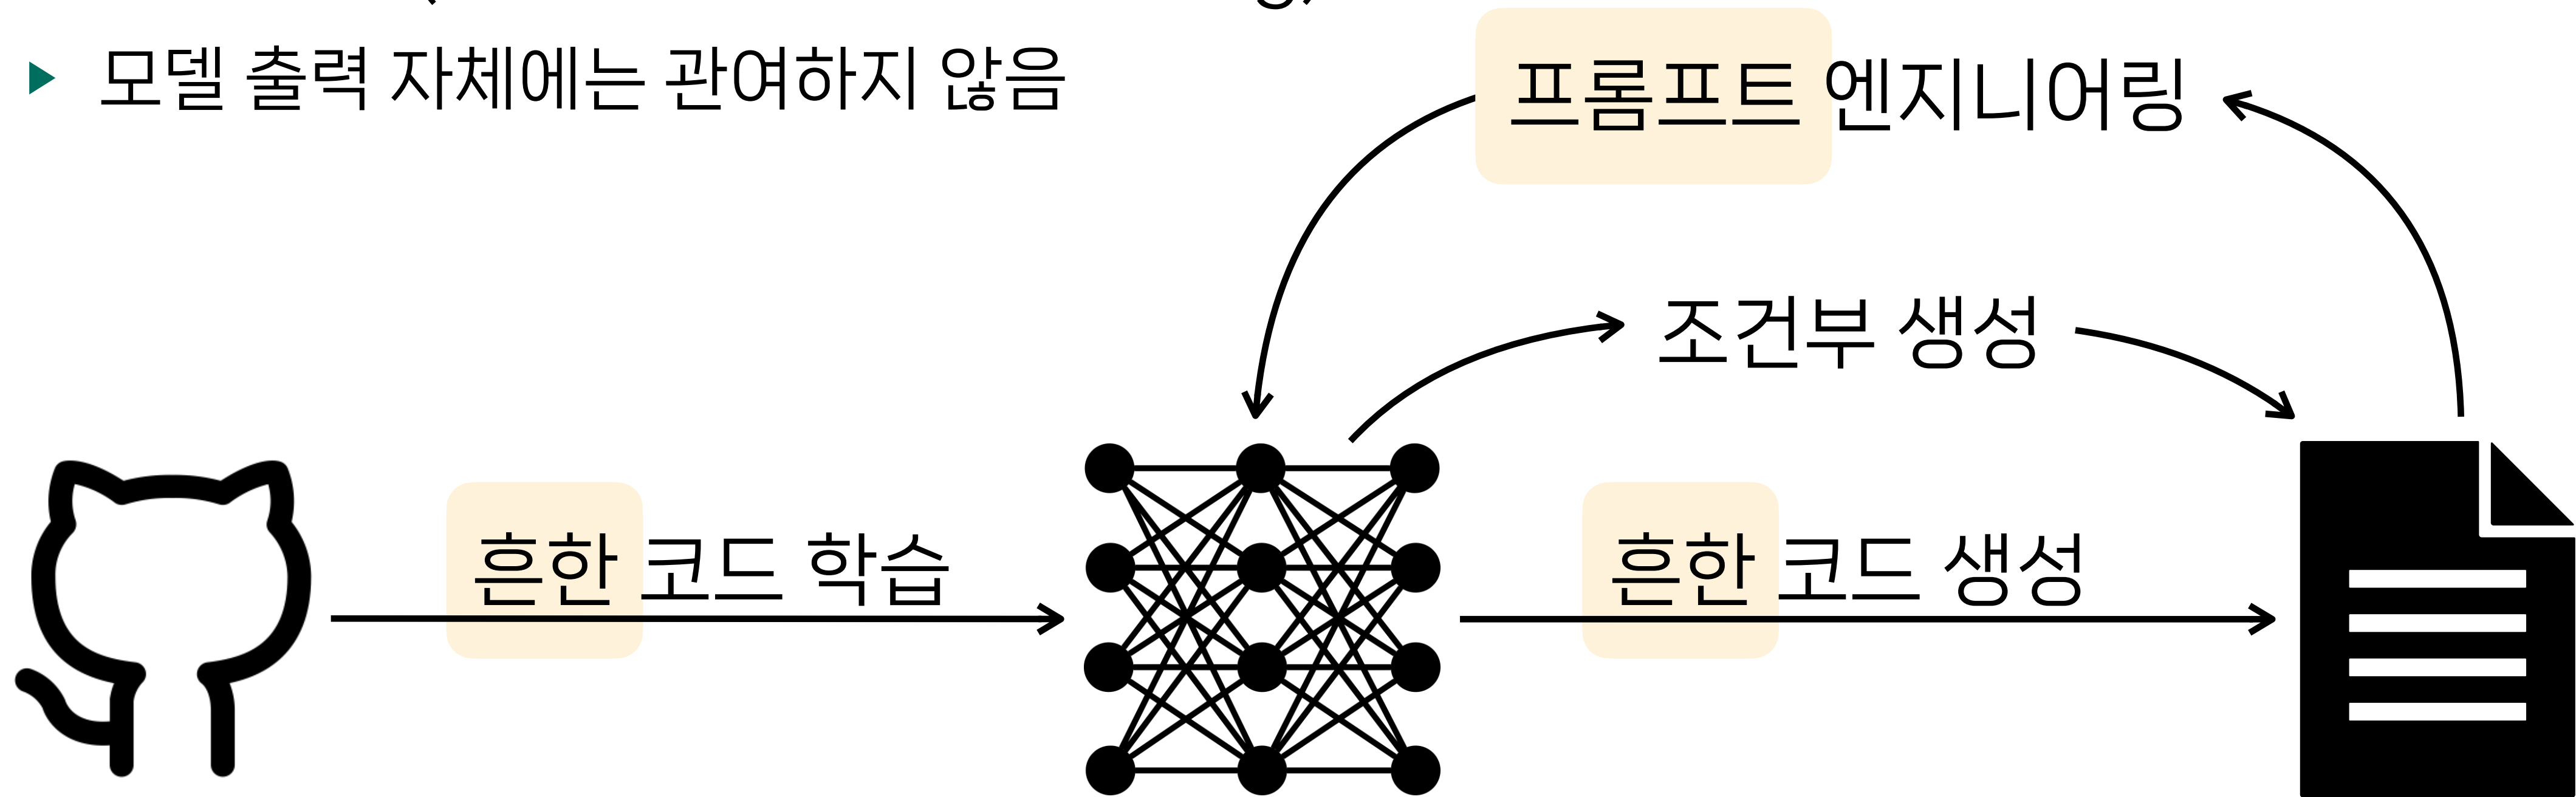 모델 출력 자체에는 관여하지 않음
프롬프트 엔지니어링
조건부 생성
흔한 코드 학습
흔한 코드 생성